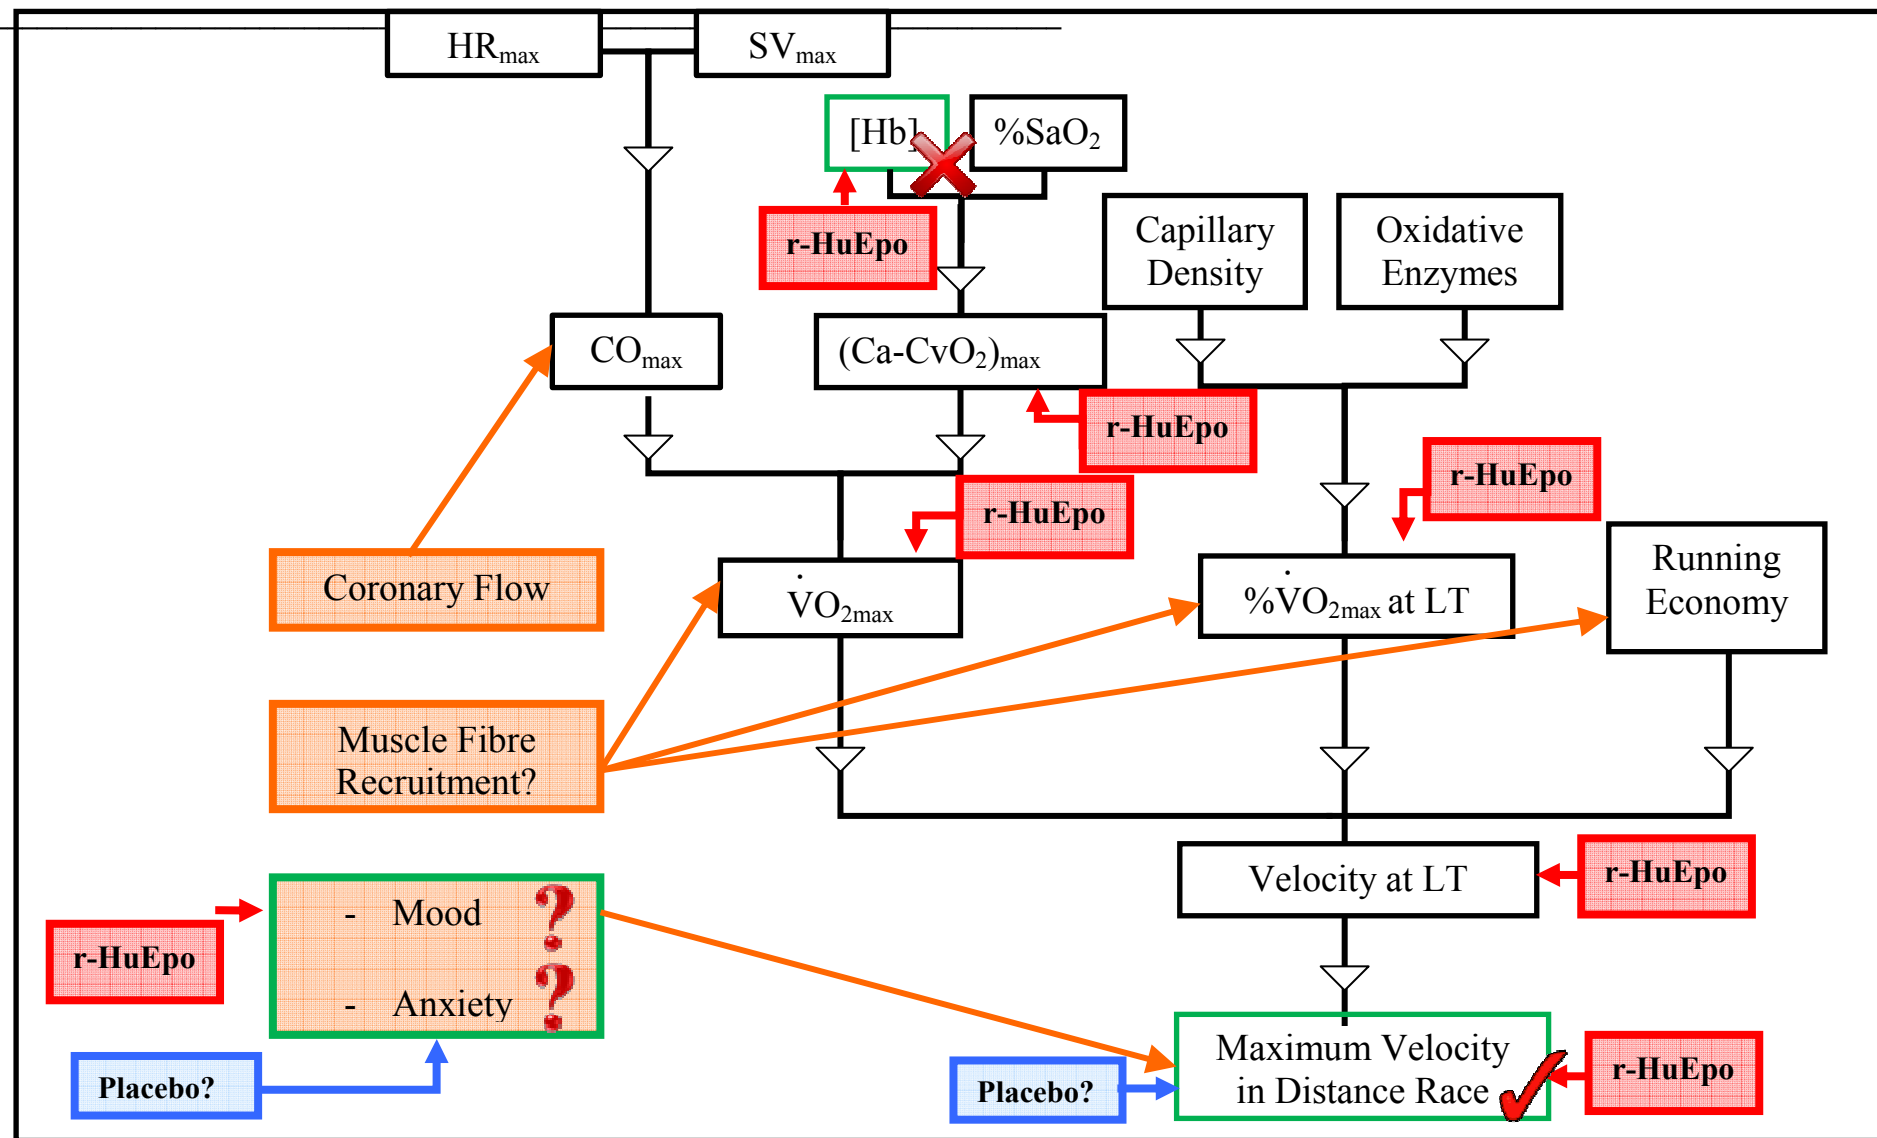 HRmax
SVmax
[Hb]
%SaO2
r-HuEpo
Capillary
Density
Oxidative
Enzymes
COmax
(Ca-CvO2)max
r-HuEpo
r-HuEpo
r-HuEpo
Coronary Flow
V̇O2max
%V̇O2max at LT
Running
Economy
Muscle Fibre
Recruitment?
Velocity at LT
r-HuEpo
- Mood ?
- Anxiety ?
r-HuEpo
Placebo?
Placebo?
Maximum Velocity
in Distance Race
r-HuEpo